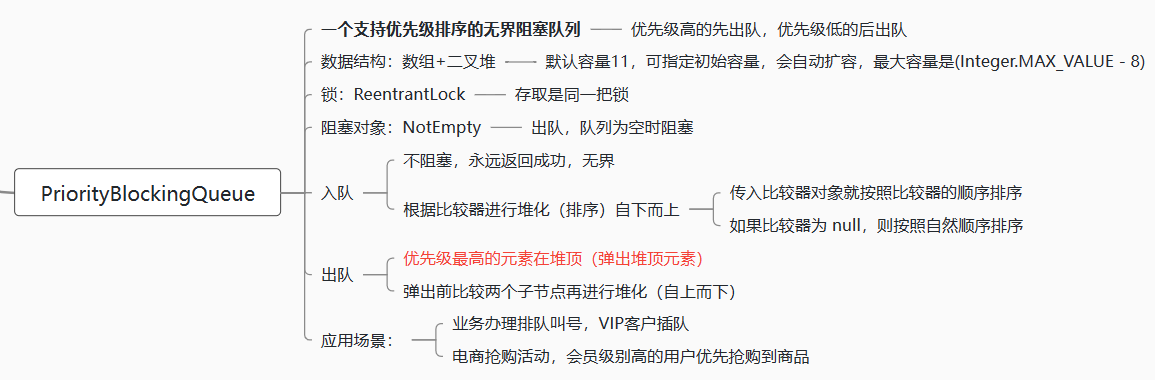 PriorityBlockingQueue
一个支持优先级排序的无界阻塞队列
优先级高的先出队，优先级低的后出队
数据结构：数组+二叉堆
默认容量11，可指定初始容量，会自动扩容，最大容量是(Integer.MAX_VALUE - 8)
锁：ReentrantLock
存取是同一把锁
阻塞对象：NotEmpty
出队，队列为空时阻塞
入队
不阻塞，永远返回成功，无界
根据比较器进行堆化（排序）自下而上
传入比较器对象就按照比较器的顺序排序
如果比较器为 null，则按照自然顺序排序
出队
优先级最高的元素在堆顶（弹出堆顶元素）
弹出前比较两个子节点再进行堆化（自上而下）
应用场景：
业务办理排队叫号，VIP客户插队
电商抢购活动，会员级别高的用户优先抢购到商品